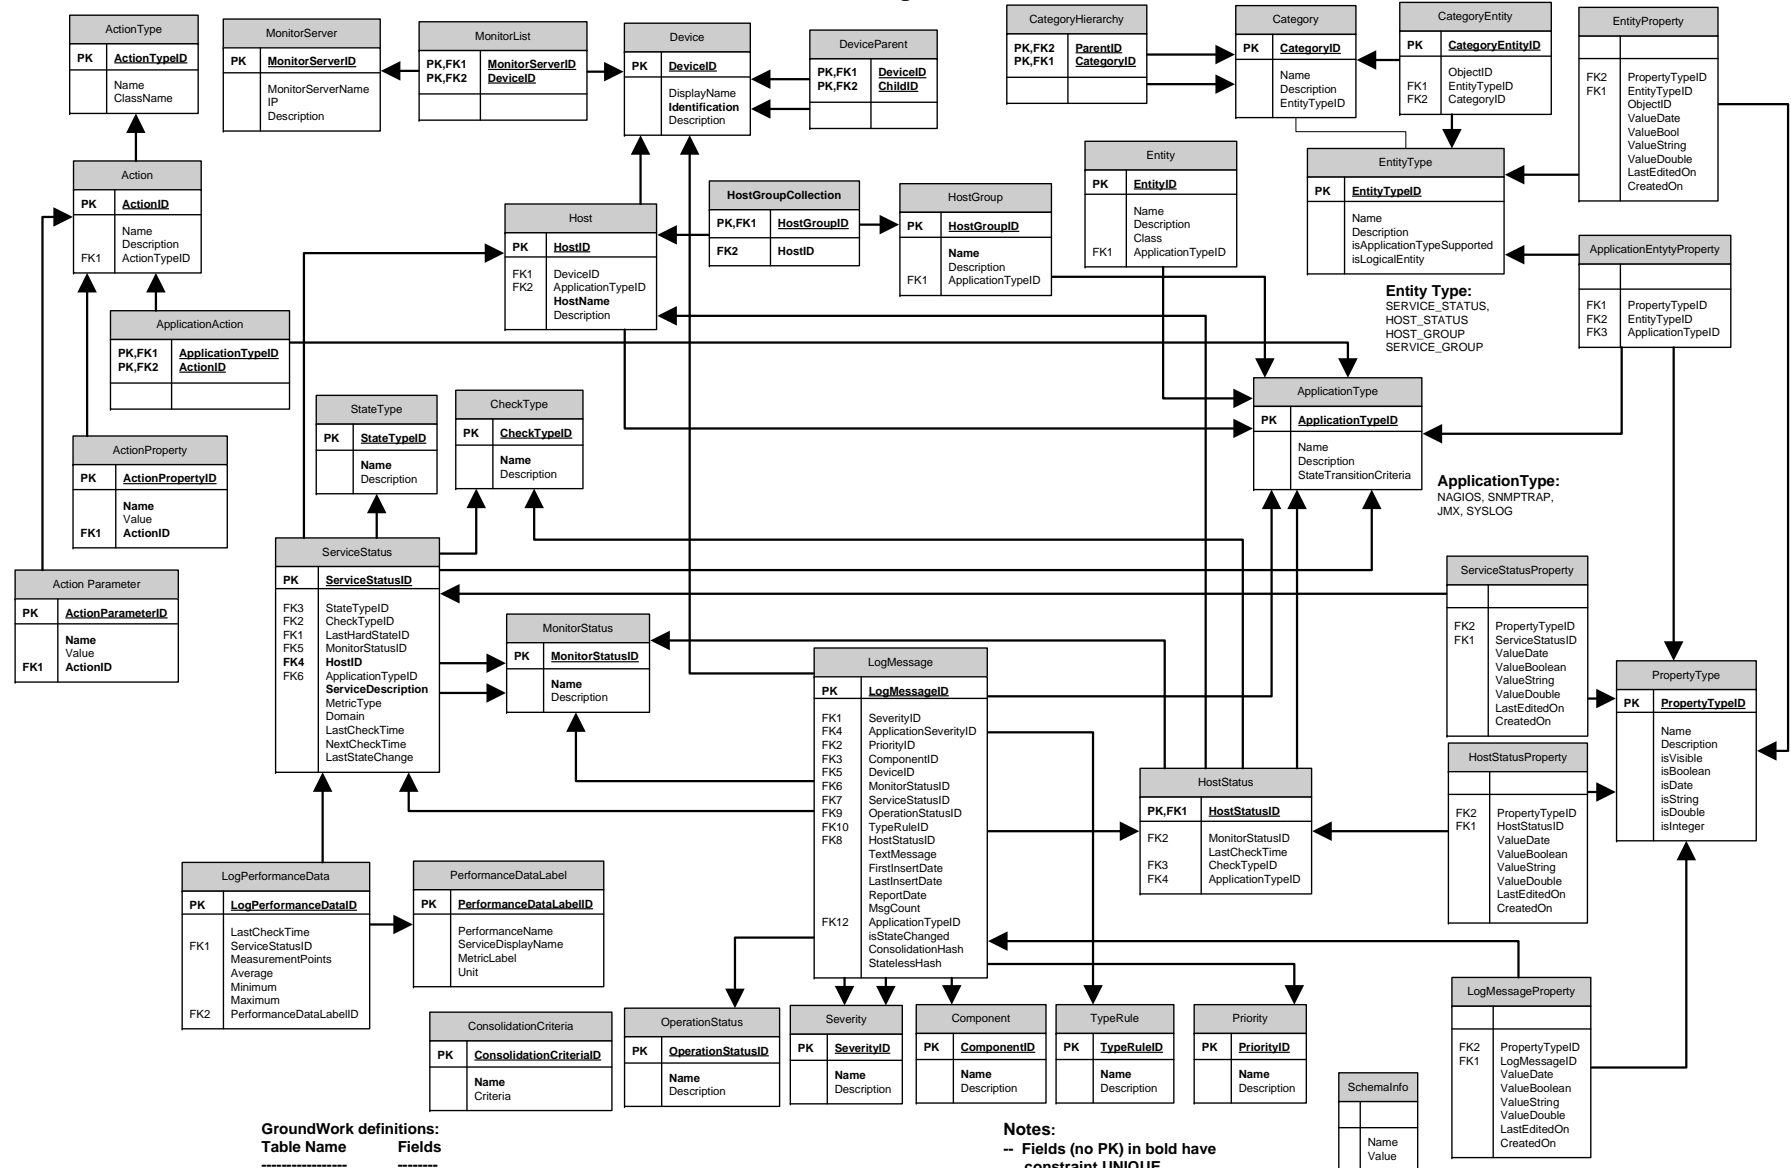 ActionType
PK ActionTypeID
Name
ClassName
MonitorServer
PK MonitorServerID
MonitorServerName
IP
Description
MonitorList
PK,FK1 MonitorServerID
PK,FK2 DeviceID
Device
PK DeviceID
DisplayName
Identification
Description
DeviceParent
PK,FK1 DeviceID
PK,FK2 ChildID
CategoryHierarchy
PK,FK2 ParentID
PK,FK1 CategoryID
Category
PK CategoryID
Name
Description
EntityTypeID
CategoryEntity
PK CategoryEntityID
ObjectID
FK1 EntityTypeID
FK2 CategoryID
EntityProperty
FK2 PropertyTypeID
FK1 EntityTypeID
ObjectID
ValueDate
ValueBool
ValueString
ValueDouble
LastEditedOn
CreatedOn
Action
PK ActionID
Name
Description
FK1 ActionTypeID
Host
PK HostID
FK1 DeviceID
FK2 ApplicationTypeID
HostName
Description
HostGroupCollection
PK,FK1 HostGroupID
FK2 HostID
HostGroup
PK HostGroupID
Name
Description
FK1 ApplicationTypeID
Entity
PK EntityID
Name
Description
Class
FK1 ApplicationTypeID
EntityType
PK EntityTypeID
Name
Description
isApplicationTypeSupported
isLogicalEntity
ApplicationEntytyProperty
FK1 PropertyTypeID
FK2 EntityTypeID
FK3 ApplicationTypeID
Entity Type:
SERVICE_STATUS,
HOST_STATUS
HOST_GROUP
SERVICE_GROUP
ApplicationAction
PK,FK1 ApplicationTypeID
PK,FK2 ActionID
StateType
PK StateTypeID
Name
Description
CheckType
PK CheckTypeID
Name
Description
ApplicationType
PK ApplicationTypeID
Name
Description
StateTransitionCriteria
ApplicationType:
NAGIOS, SNMPTRAP,
JMX, SYSLOG
ActionProperty
PK ActionPropertyID
Name
Value
FK1 ActionID
Action Parameter
PK ActionParameterID
Name
Value
FK1 ActionID
ServiceStatus
PK ServiceStatusID
FK3 StateTypeID
FK2 CheckTypeID
FK1 LastHardStateID
FK5 MonitorStatusID
FK4 HostID
FK6 ApplicationTypeID
ServiceDescription
MetricType
Domain
LastCheckTime
NextCheckTime
LastStateChange
MonitorStatus
PK MonitorStatusID
Name
Description
LogMessage
PK LogMessageID
FK1 SeverityID
FK4 ApplicationSeverityID
FK2 PriorityID
FK3 ComponentID
FK5 DeviceID
FK6 MonitorStatusID
FK7 ServiceStatusID
FK9 OperationStatusID
FK10 TypeRuleID
FK8 HostStatusID
TextMessage
FirstInsertDate
LastInsertDate
ReportDate
MsgCount
FK12 ApplicationTypeID
isStateChanged
ConsolidationHash
StatelessHash
ServiceStatusProperty
FK2 PropertyTypeID
FK1 ServiceStatusID
ValueDate
ValueBoolean
ValueString
ValueDouble
LastEditedOn
CreatedOn
PropertyType
PK PropertyTypeID
Name
Description
isVisible
isBoolean
isDate
isString
isDouble
isInteger
HostStatus
PK,FK1 HostStatusID
FK2 MonitorStatusID
LastCheckTime
FK3 CheckTypeID
FK4 ApplicationTypeID
HostStatusProperty
FK2 PropertyTypeID
FK1 HostStatusID
ValueDate
ValueBoolean
ValueString
ValueDouble
LastEditedOn
CreatedOn
LogPerformanceData
PK LogPerformanceDataID
LastCheckTime
FK1 ServiceStatusID
MeasurementPoints
Average
Minimum
Maximum
FK2 PerformanceDataLabelID
PerformanceDataLabel
PK PerformanceDataLabelID
PerformanceName
ServiceDisplayName
MetricLabel
Unit
ConsolidationCriteria
PK ConsolidationCriteriaID
Name
Criteria
OperationStatus
PK OperationStatusID
Name
Description
Severity
PK SeverityID
Name
Description
Component
PK ComponentID
Name
Description
TypeRule
PK TypeRuleID
Name
Description
Priority
PK PriorityID
Name
Description
LogMessageProperty
FK2 PropertyTypeID
FK1 LogMessageID
ValueDate
ValueBoolean
ValueString
ValueDouble
LastEditedOn
CreatedOn
SchemaInfo
Name
Value
GroundWork definitions:
Table Name Fields
----------------- --------
Notes:
-- Fields (no PK) in bold have
constraint UNIQUE